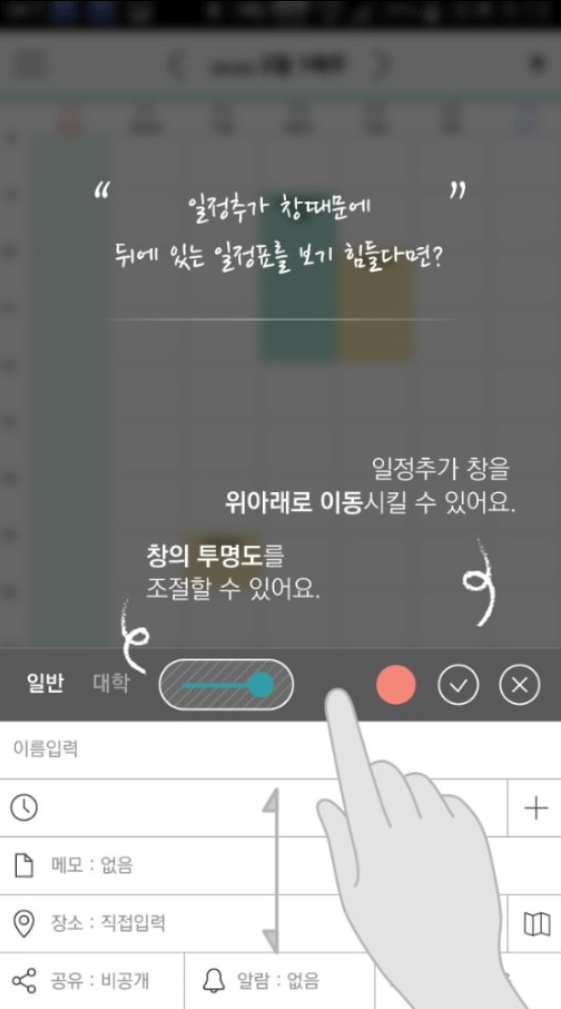 “ 일정추가 창때문에 ”
뒤에 있는 일정표를 보기 힘들다면?
일정추가 창을
위아래로 이동시킬 수 있어요.
창의 투명도를
조절할 수 있어요.
일반 대학
이름입력
메모 : 없음
장소 : 직접입력
공유 : 비공개 알람 : 없음